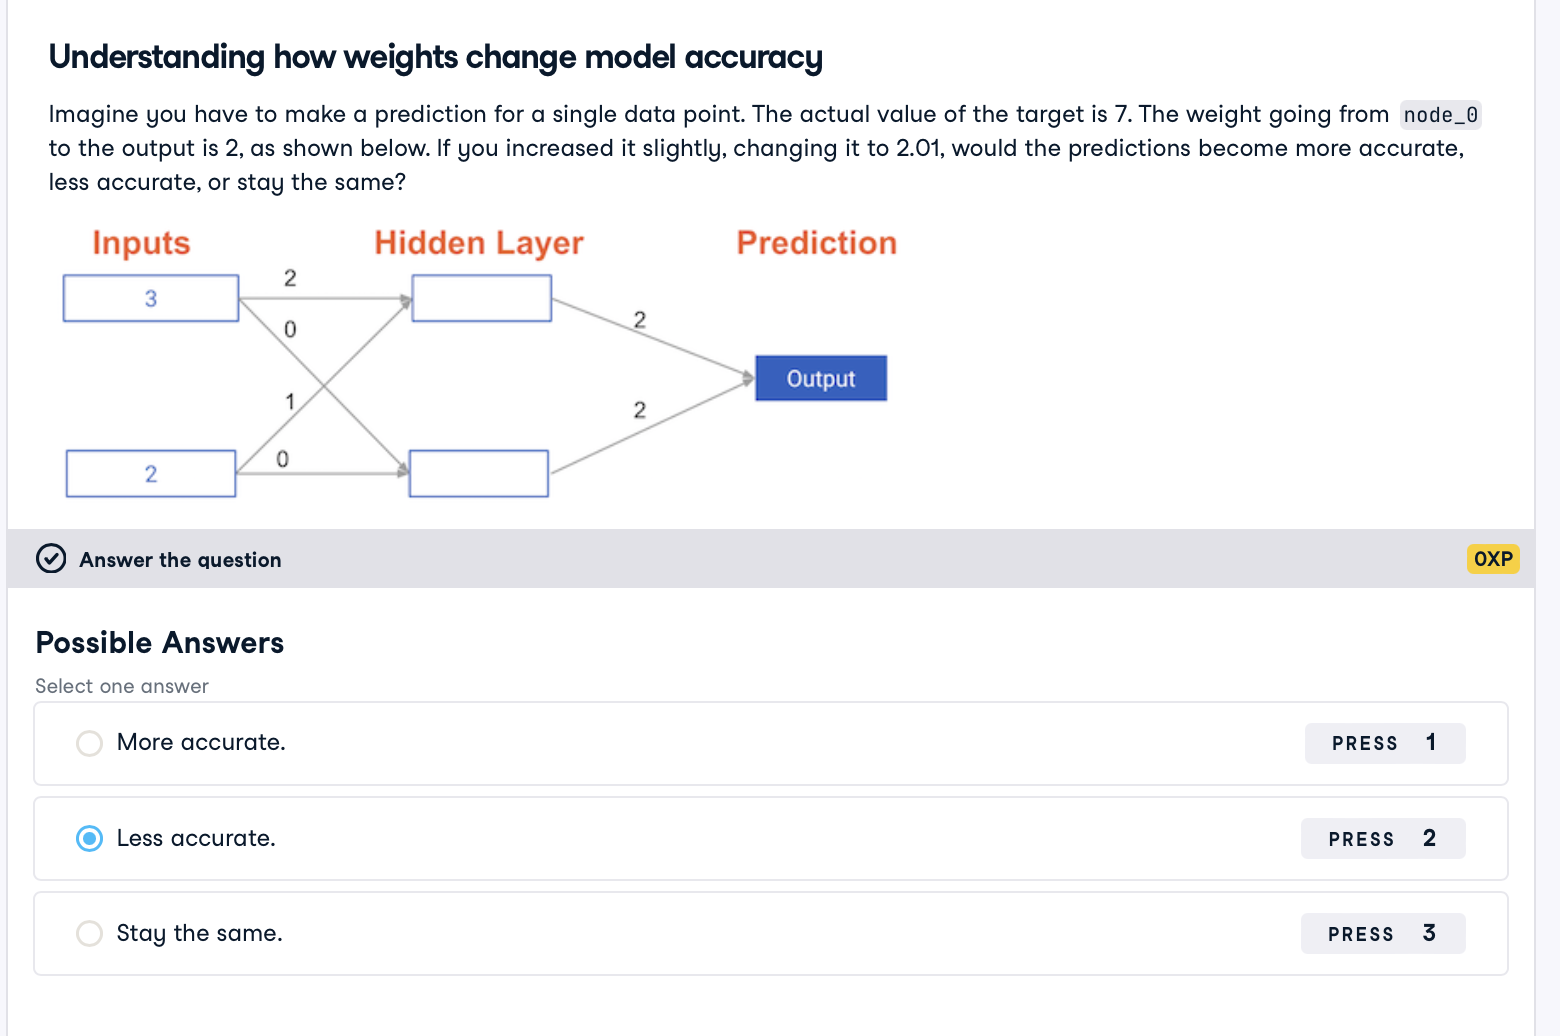 Understanding how weights change model accuracy
Imagine you have to make a prediction for a single data point. The actual value of the target is 7. The weight going from node_0
to the output is 2, as shown below. If you increased it slightly, changing it to 2.01, would the predictions become more accurate,
less accurate, or stay the same?
Inputs Hidden Layer Prediction
2
3
0
2
Output
1
2
0
2
Answer the question 0XP
Possible Answers
Select one answer
More accurate. PRESS 1
Less accurate. PRESS 2
Stay the same. PRESS 3